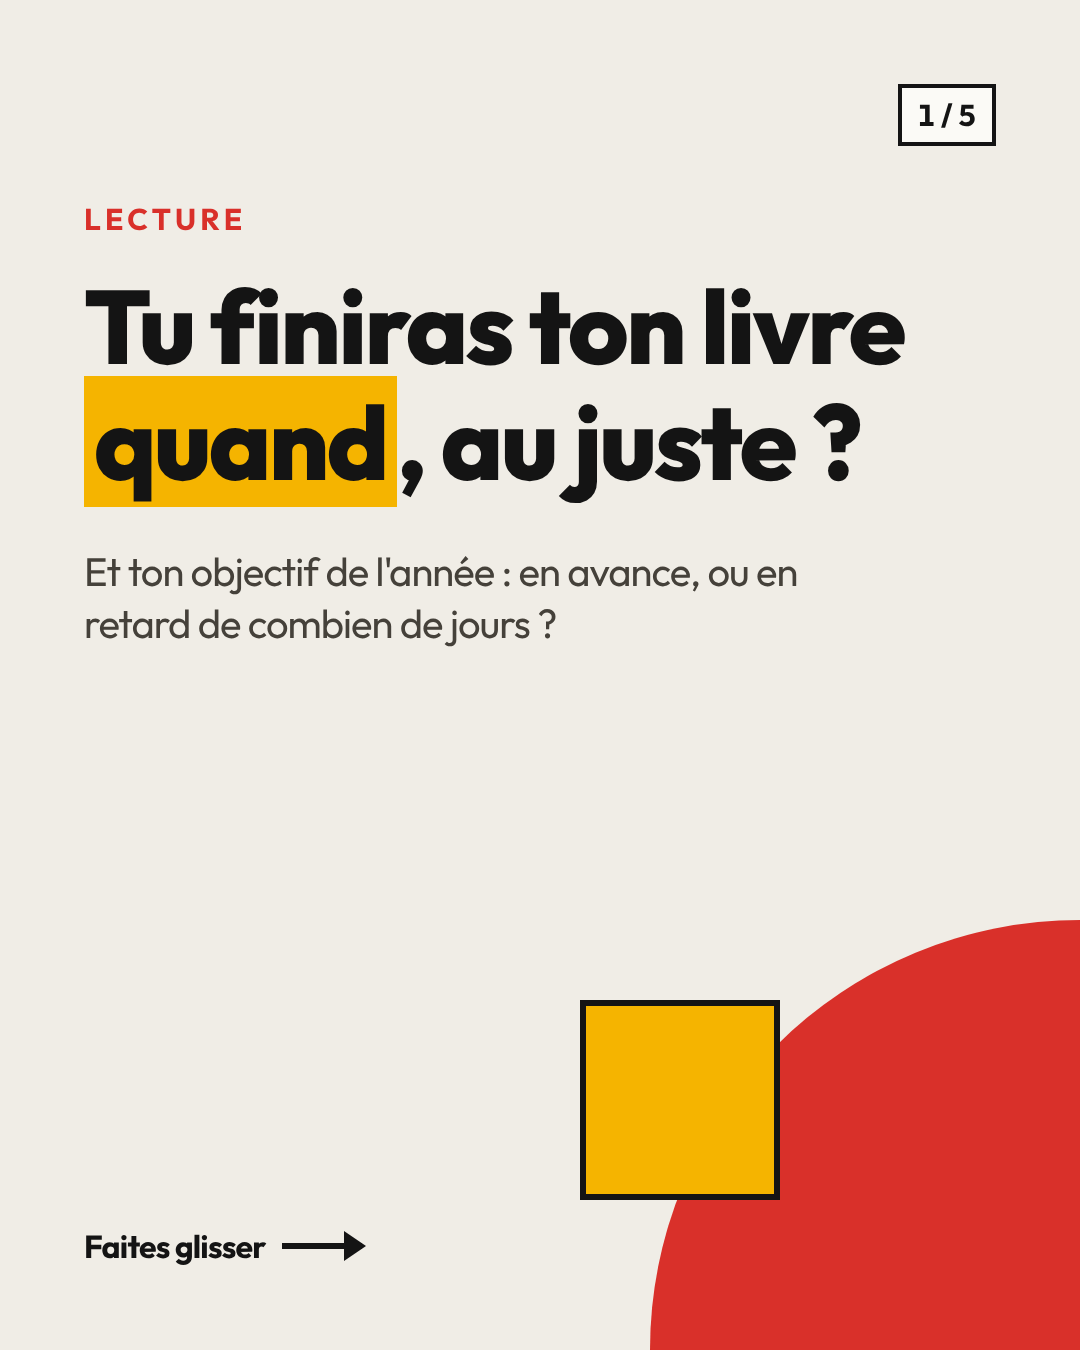 1/5
LECTURE
Tu finiras ton livre
quand, au juste ?
Et ton objectif de l'année : en avance, ou en
retard de combien de jours ?
Faites glisser